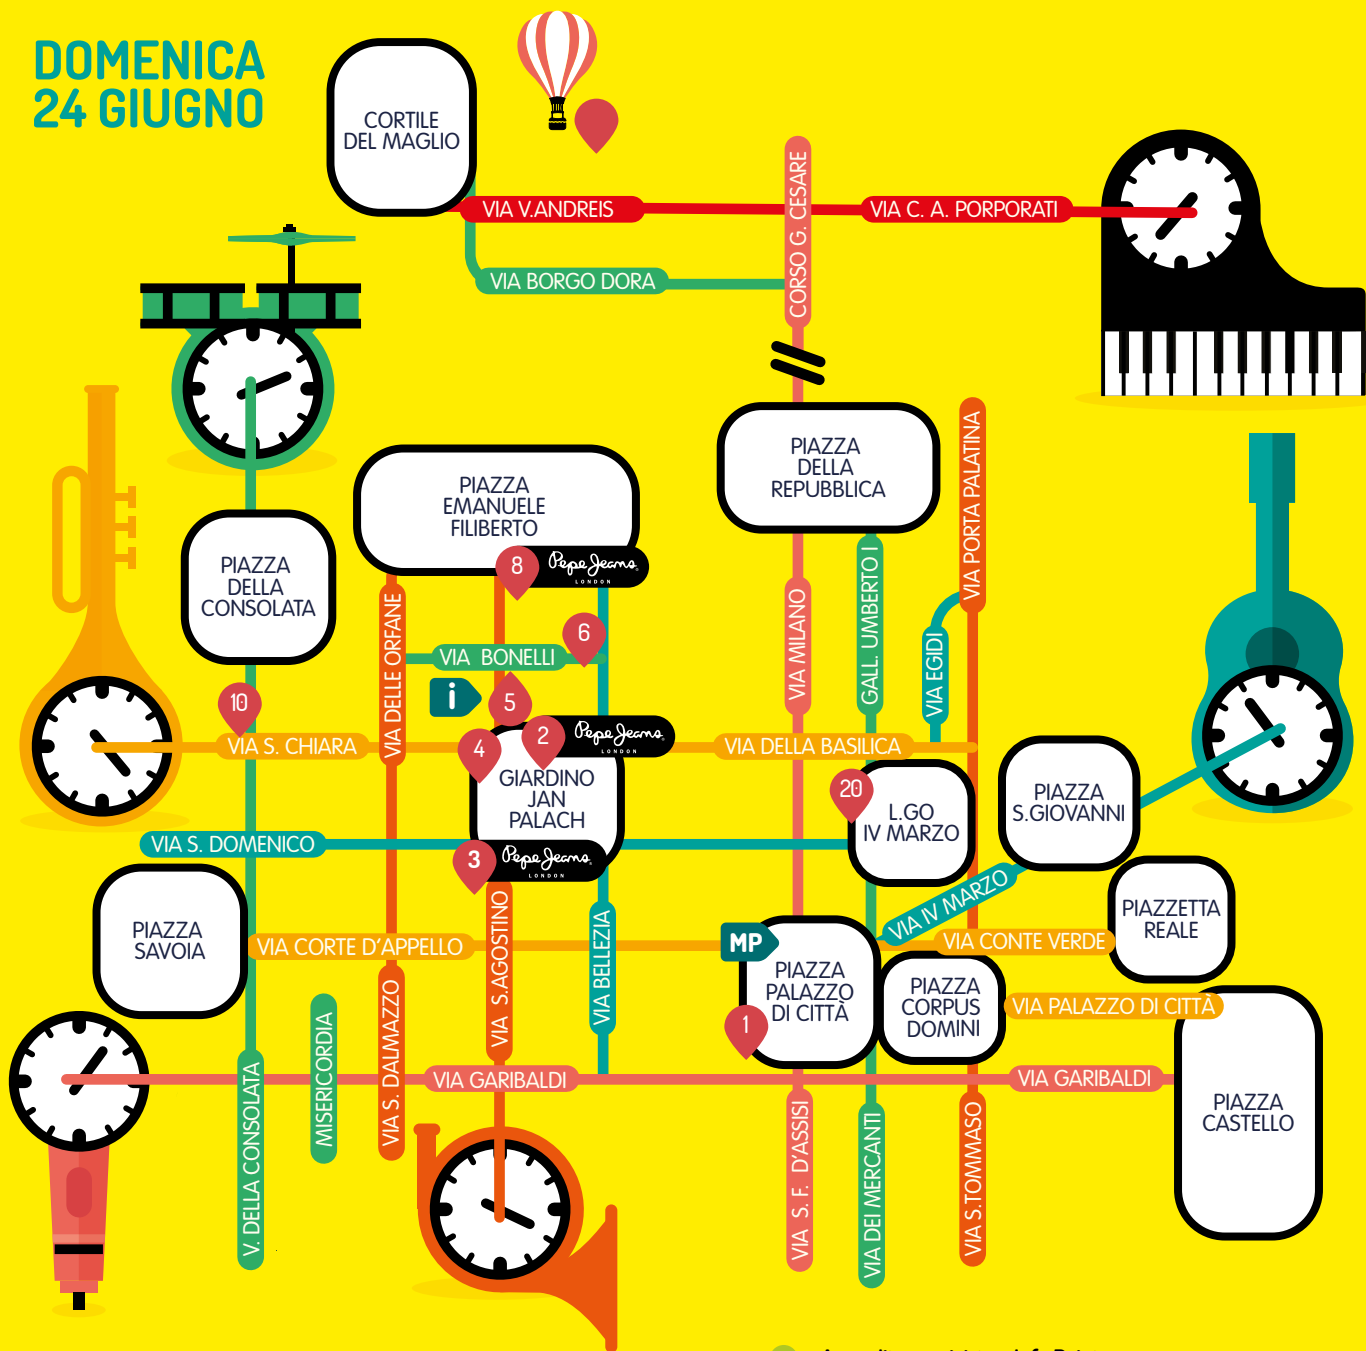 DOMENICA
24 GIUGNO
CORTILE
DEL MAGLIO
VIA V.ANDREIS
CORSO G. CESARE
VIA C. A. PORPORATI
VIA BORGO DORA
PIAZZA
DELLA
REPUBBLICA
VIA PORTA PALATINA
PIAZZA
EMANUELE
FILIBERTO
8
Pepe Jeans
LONDON
PIAZZA
DELLA
CONSOLATA
VIA DELLE ORFANE
VIA BONELLI
6
VIA MILANO
GALL. UMBERTO I
VIA EGIDI
10
i
5
VIA S. CHIARA
4
2
Pepe Jeans
LONDON
VIA DELLA BASILICA
GIARDINO
JAN
PALACH
20
L.GO
IV MARZO
PIAZZA
S.GIOVANNI
VIA S. DOMENICO
3
Pepe Jeans
LONDON
VIA IV MARZO
PIAZZA
SAVOIA
VIA CORTE D'APPELLO
VIA S.AGOSTINO
VIA BELLEZIA
MP
VIA CONTE VERDE
PIAZZETTA
REALE
PIAZZA
PALAZZO
DI CITTÀ
1
PIAZZA
CORPUS
DOMINI
VIA PALAZZO DI CITTÀ
V. DELLA CONSOLATA
MISERICORDIA
VIA S. DALMAZZO
VIA GARIBALDI
VIA GARIBALDI
VIA S. F. D'ASSISI
VIA DEI MERCANTI
VIA S.TOMMASO
PIAZZA
CASTELLO